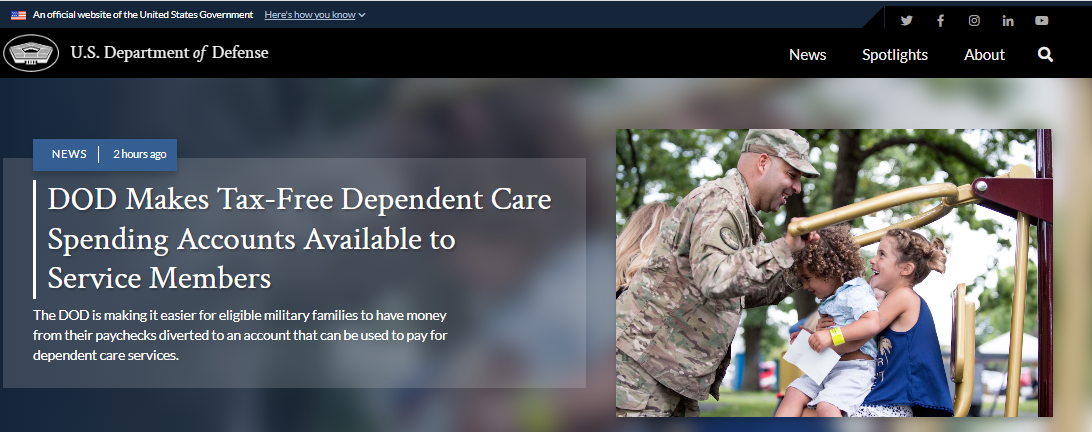 An official website of the United States Government Here's how you know
U.S. Department of Defense
News Spotlights About
NEWS 2 hours ago
DOD Makes Tax-Free Dependent Care
Spending Accounts Available to
Service Members
The DOD is making it easier for eligible military families to have money
from their paychecks diverted to an account that can be used to pay for
dependent care services.